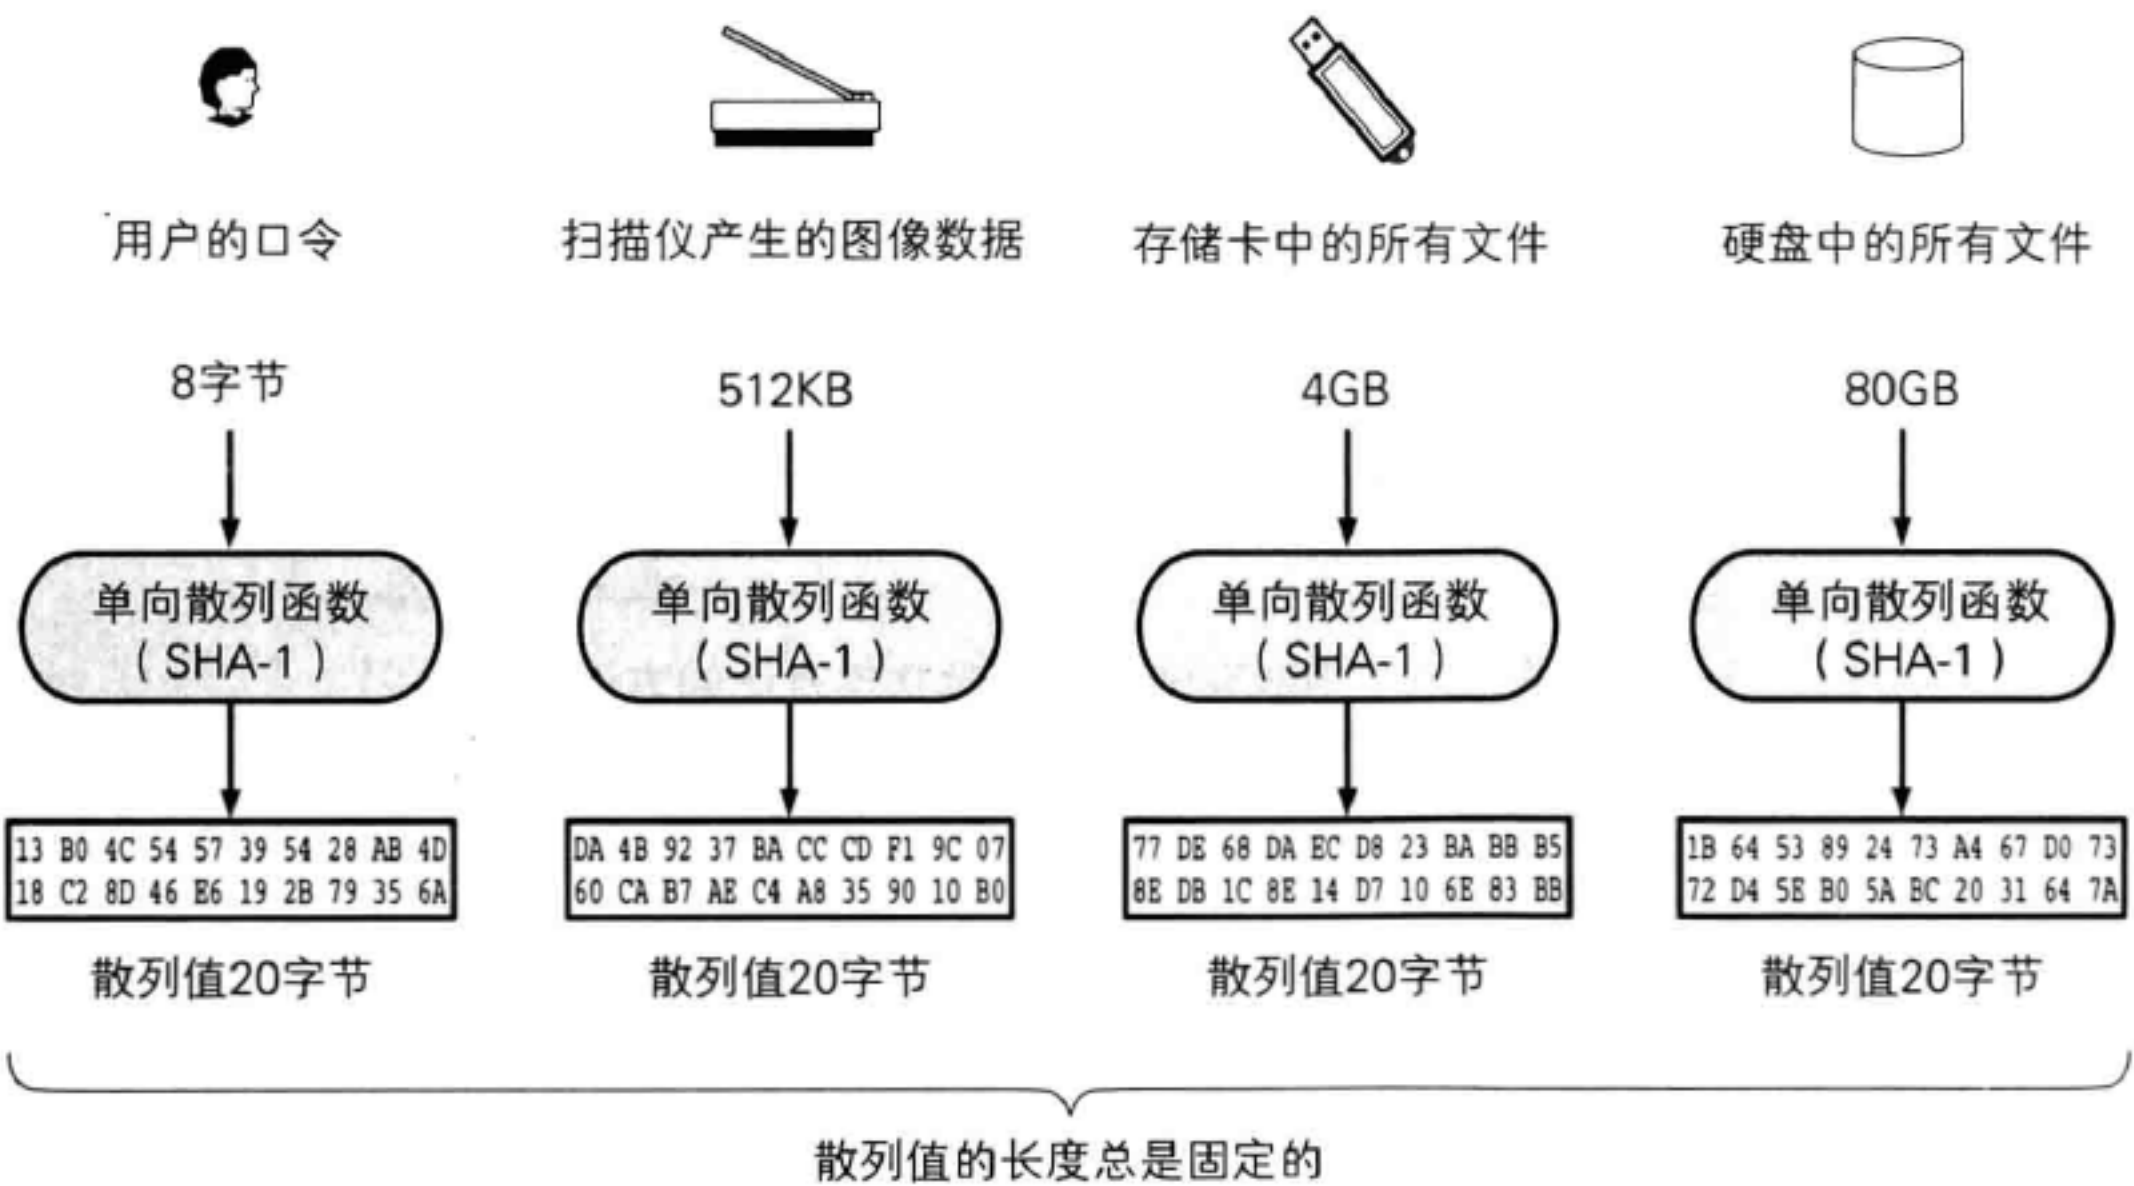 用户的口令
扫描仪产生的图像数据
存储卡中的所有文件
硬盘中的所有文件
8字节
512KB
4GB
80GB
单向散列函数
(SHA-1)
单向散列函数
(SHA-1)
单向散列函数
(SHA-1)
单向散列函数
(SHA-1)
13 B0 4C 54 57 39 54 28 AB 4D
18 C2 8D 46 E6 19 2B 79 35 6A
DA 4B 92 37 BA CC CD F1 9C 07
60 CA B7 AE C4 A8 35 90 10 B0
77 DE 68 DA EC D8 23 BA BB B5
8E DB 1C 8E 14 D7 10 6E 83 BB
1B 64 53 89 24 73 A4 67 D0 73
72 D4 5E B0 5A BC 20 31 64 7A
散列值20字节
散列值20字节
散列值20字节
散列值20字节
散列值的长度总是固定的